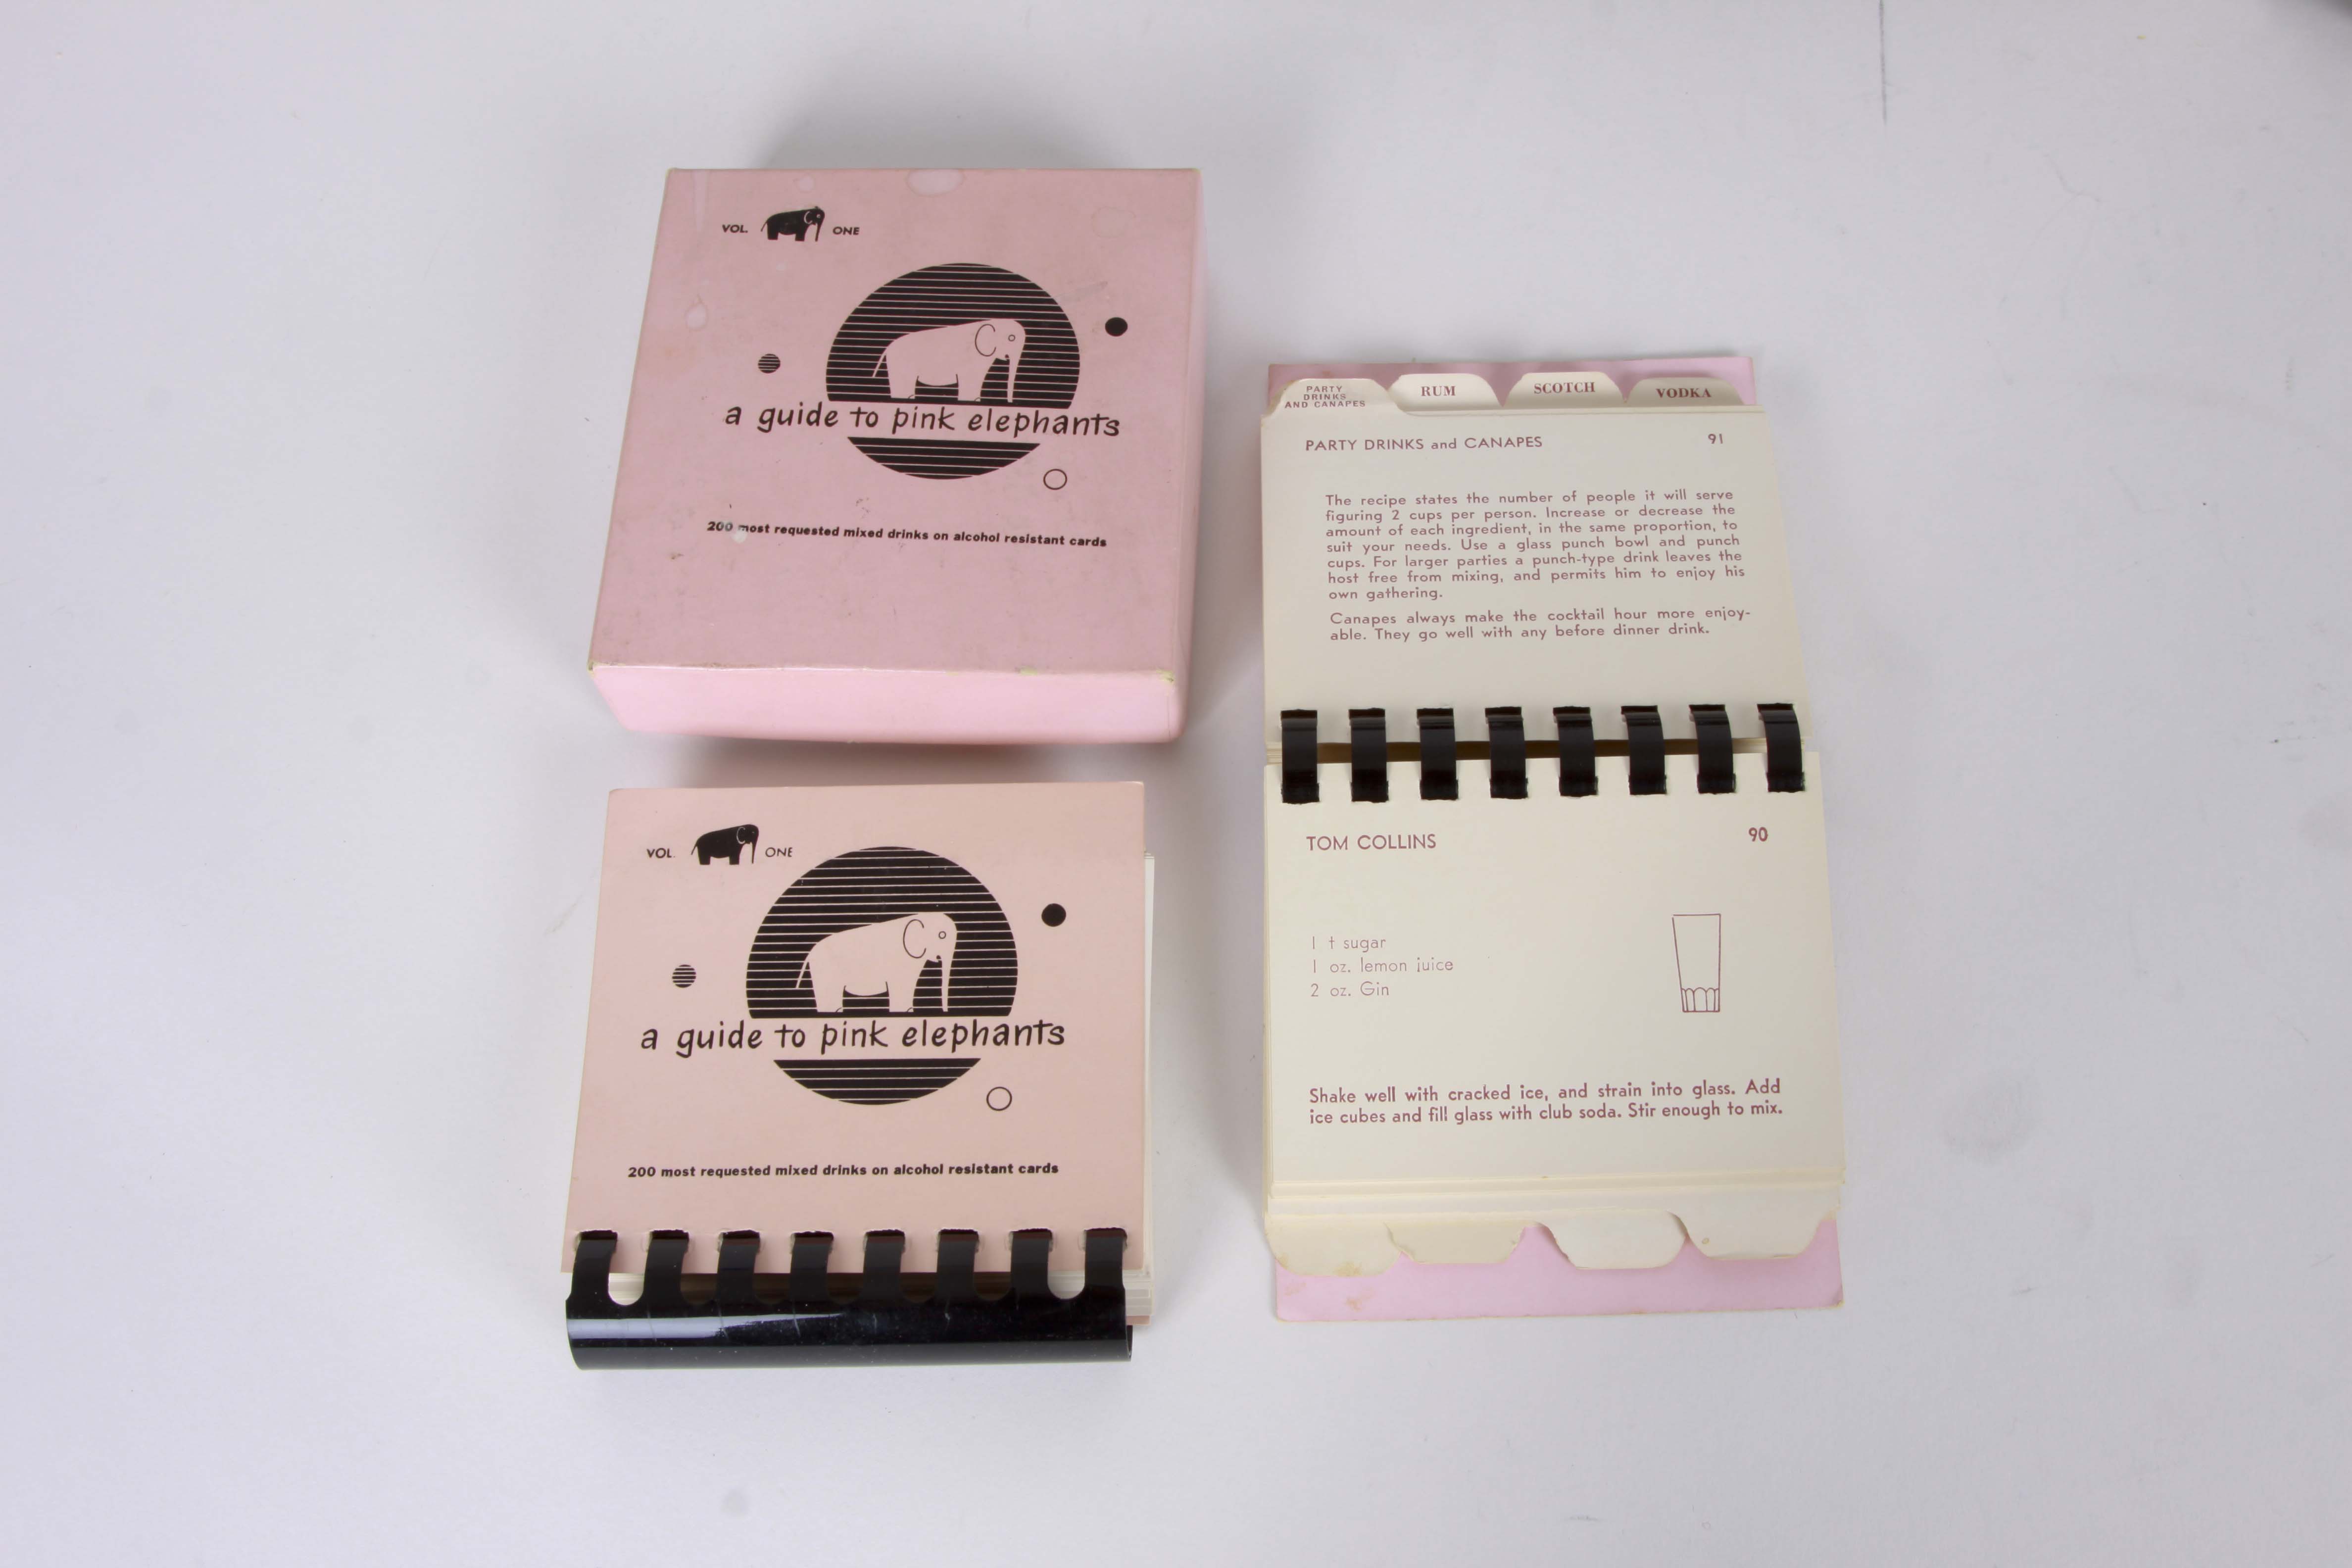 VOL. ONE
a guide to pink elephants
200 most requested mixed drinks on alcohol resistant cards
VOL. ONE
a guide to pink elephants
200 most requested mixed drinks on alcohol resistant cards
PARTY
DRINKS
AND CANAPES
RUM
SCOTCH
VODKA
PARTY DRINKS and CANAPES 91
The recipe states the number of people it will serve
figuring 2 cups per person. Increase or decrease the
amount of each ingredient, in the same proportion, to
suit your needs. Use a glass punch bowl and punch
cups. For larger parties a punch-type drink leaves the
host free from mixing, and permits him to enjoy his
own gathering.
Canapes always make the cocktail hour more enjoy-
able. They go well with any before dinner drink.
TOM COLLINS 90
1 t sugar
1 oz. lemon juice
2 oz. Gin
Shake well with cracked ice, and strain into glass. Add
ice cubes and fill glass with club soda. Stir enough to mix.